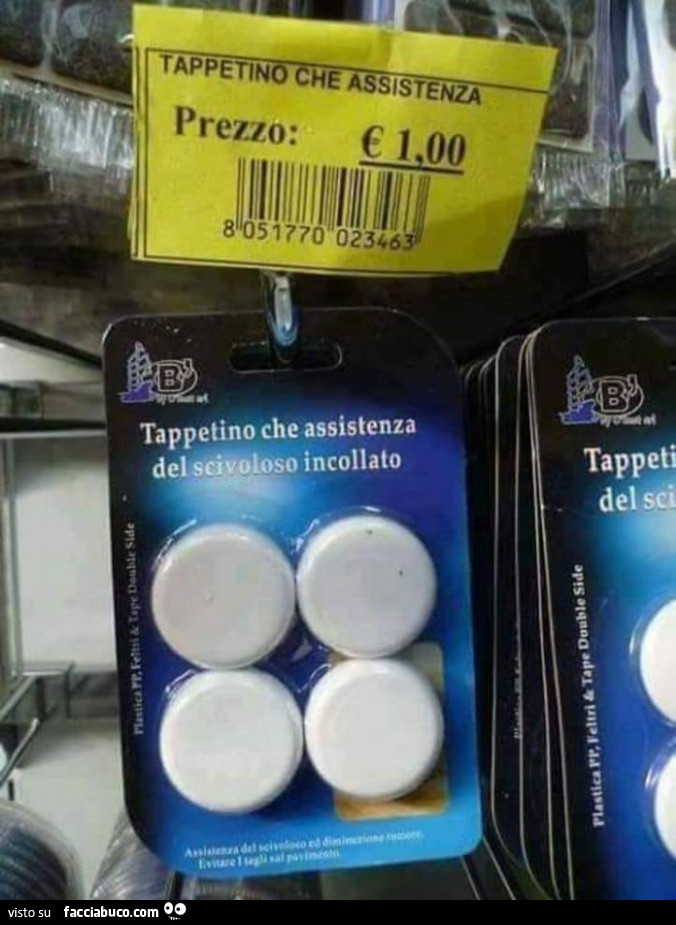 TAPPETINO CHE ASSISTENZA
Prezzo: € 1,00
8 051770 023463
B'
Tappetino che assistenza
del scivoloso incollato
Plastica PP, Feltri & Tape Double Side
Assistenza del scivoloso ed diminuzione rumore.
Evitare I tagli sul pavimento.
B'
Tappeti
del sci
Plastica PP, Feltri & Tape Double Side
visto su facciabuco.com